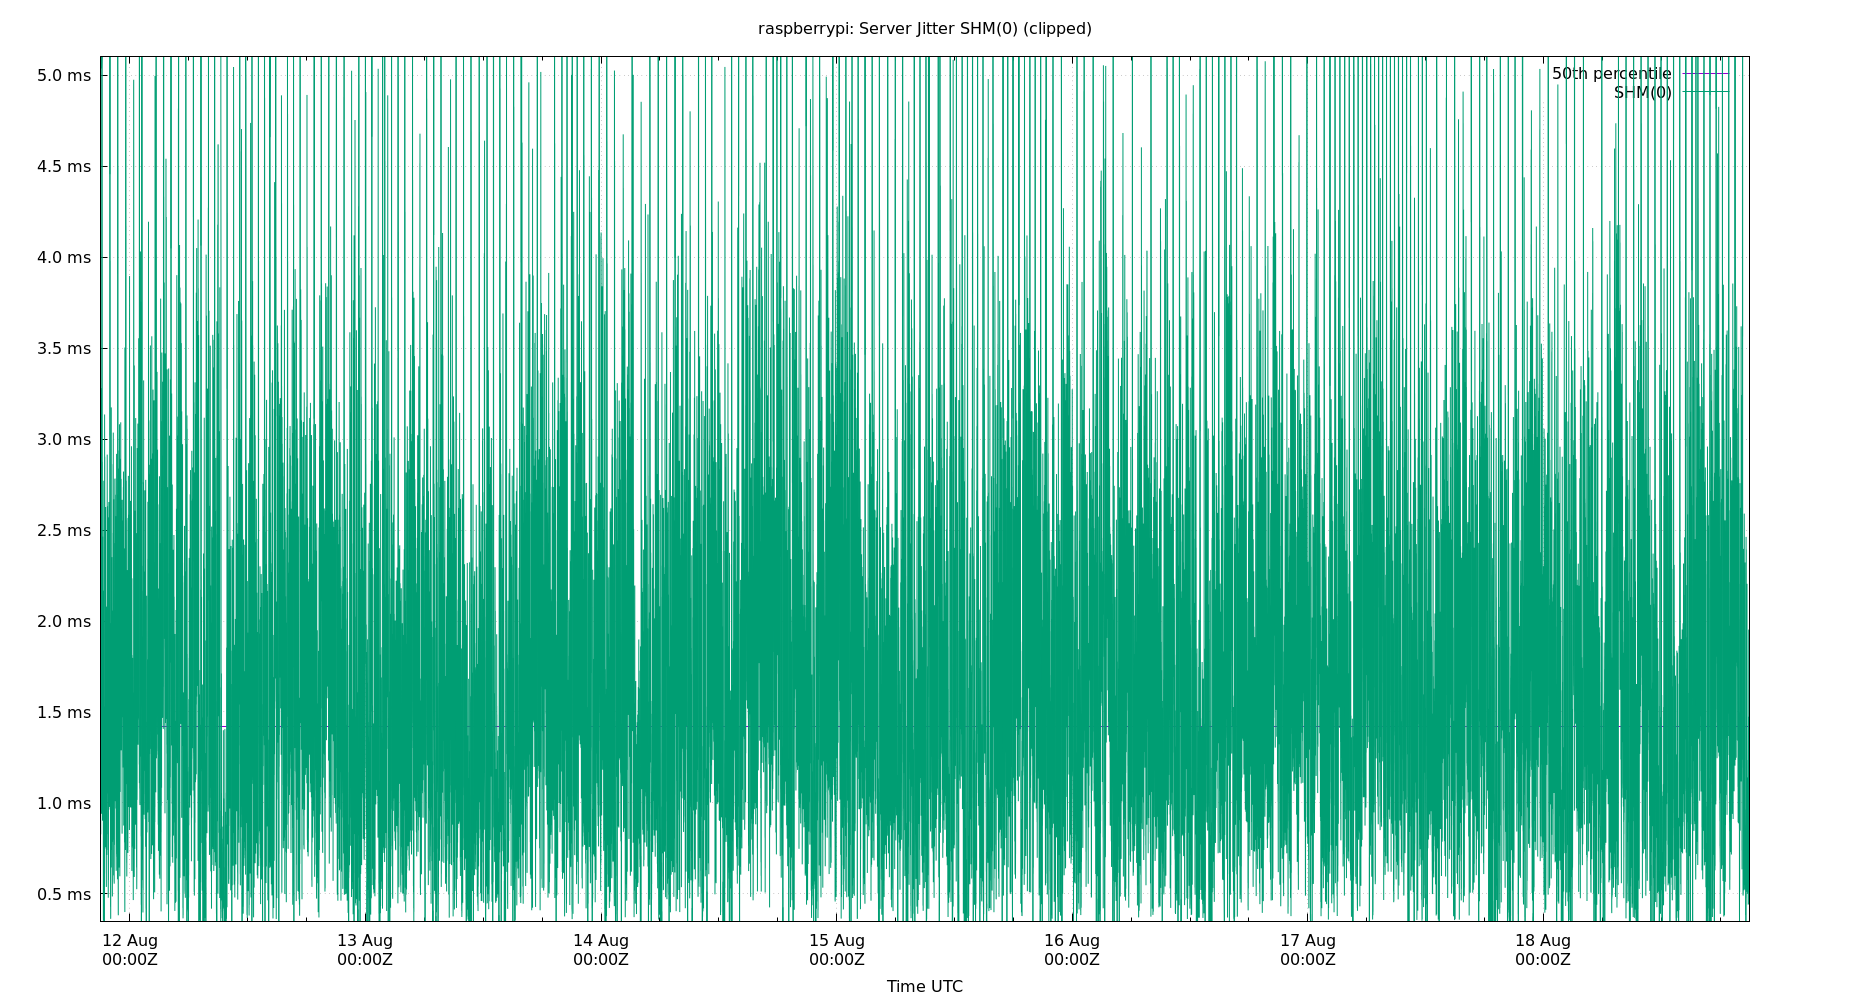 raspberrypi: Server Jitter SHM(0) (clipped)
50th percentile
SHM(0)
5.0 ms
4.5 ms
4.0 ms
3.5 ms
3.0 ms
2.5 ms
2.0 ms
1.5 ms
1.0 ms
0.5 ms
12 Aug 13 Aug 14 Aug 15 Aug 16 Aug 17 Aug 18 Aug
00:00Z 00:00Z 00:00Z 00:00Z 00:00Z 00:00Z 00:00Z
Time UTC